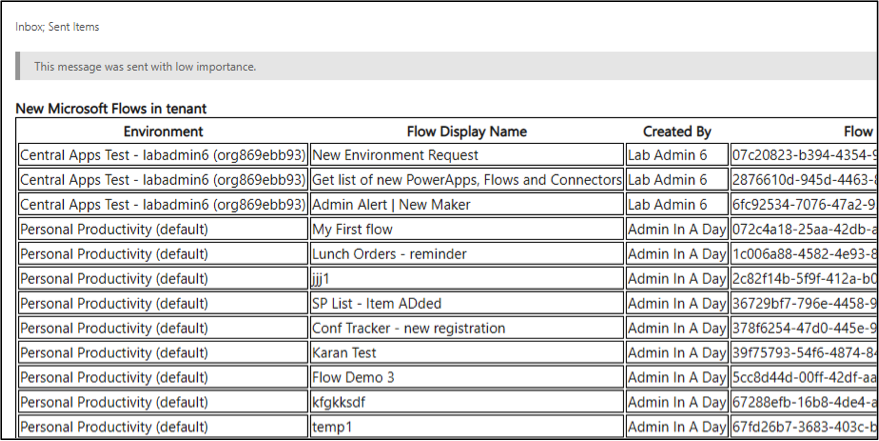 Inbox; Sent Items
This message was sent with low importance.
New Microsoft Flows in tenant
Environment Flow Display Name Created By Flow
Central Apps Test - labadmin6 (org869ebb93) New Environment Request Lab Admin 6 07c20823-b394-4354-9
Central Apps Test - labadmin6 (org869ebb93) Get list of new PowerApps, Flows and Connectors Lab Admin 6 2876610d-945d-4463-8
Central Apps Test - labadmin6 (org869ebb93) Admin Alert | New Maker Lab Admin 6 6fc92534-7076-47a2-9
Personal Productivity (default) My First flow Admin In A Day 072c4a18-25aa-42db-a
Personal Productivity (default) Lunch Orders - reminder Admin In A Day 1c006a88-4582-4e93-8
Personal Productivity (default) jjj1 Admin In A Day 2c82f14b-5f9f-412a-b0
Personal Productivity (default) SP List - Item ADded Admin In A Day 36729bf7-796e-4458-9
Personal Productivity (default) Conf Tracker - new registration Admin In A Day 378f6254-47d0-445e-9
Personal Productivity (default) Karan Test Admin In A Day 39f75793-54f6-4874-84
Personal Productivity (default) Flow Demo 3 Admin In A Day 5cc8d44d-00ff-42df-aa
Personal Productivity (default) kfgkksdf Admin In A Day 67288efb-16b8-4de4-a
Personal Productivity (default) temp1 Admin In A Day 67fd26b7-3683-403c-b